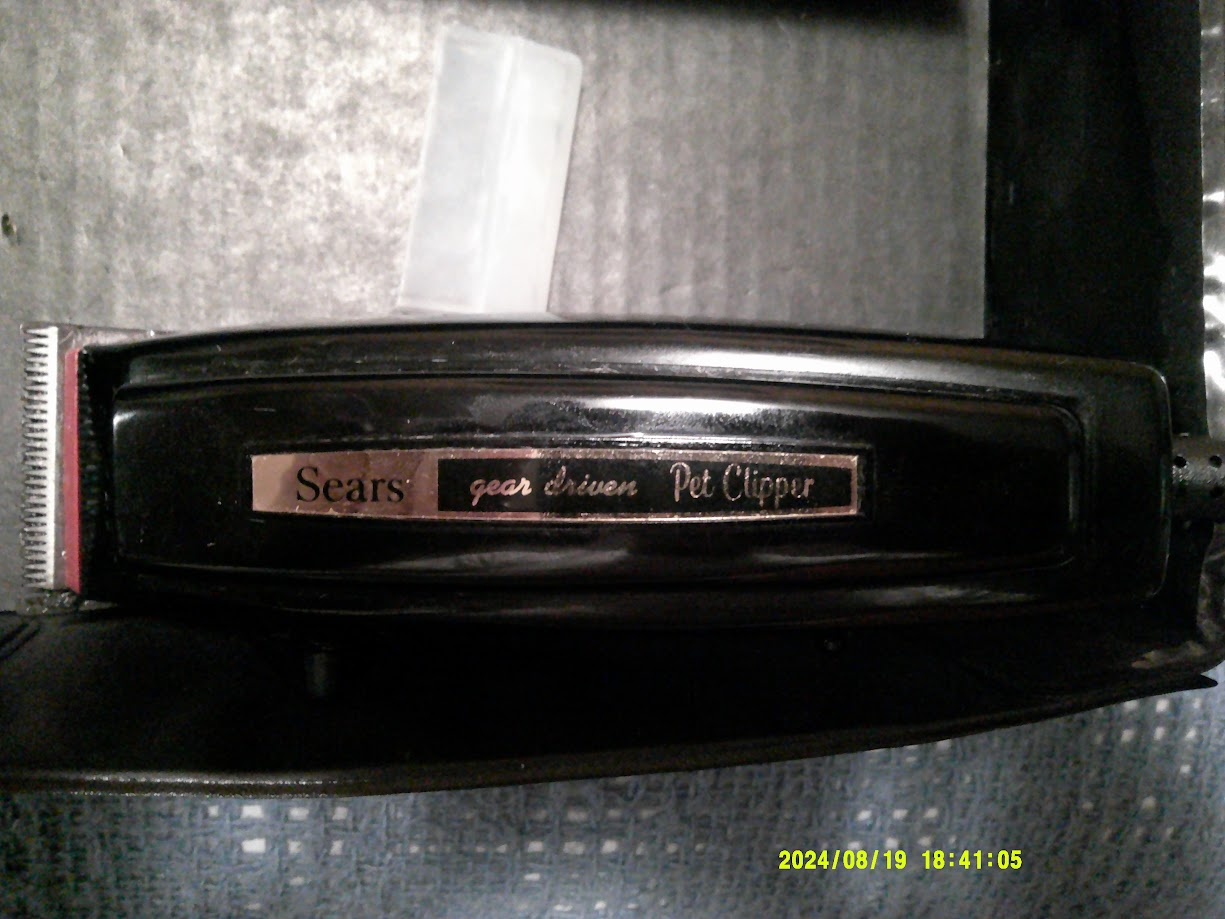 Sears gear driven Pet Clipper
2024/08/19 18:41:05